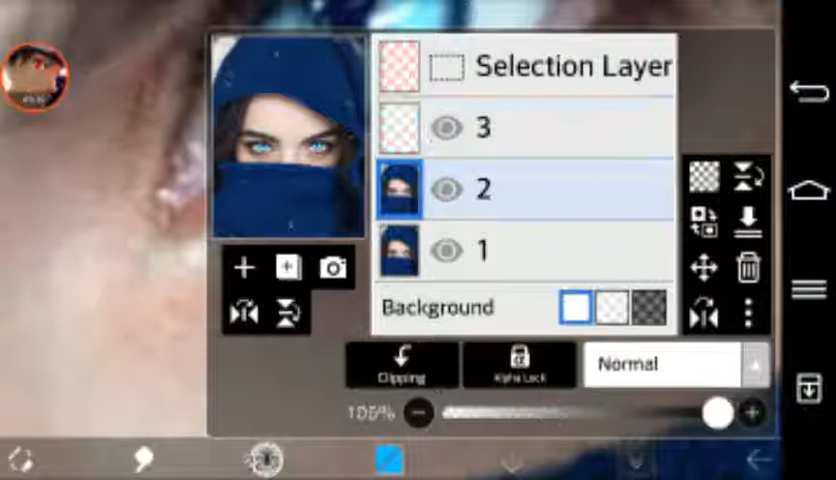 Selection Layer
3
2
1
Background
Clipping
Alpha Lock
Normal
100%